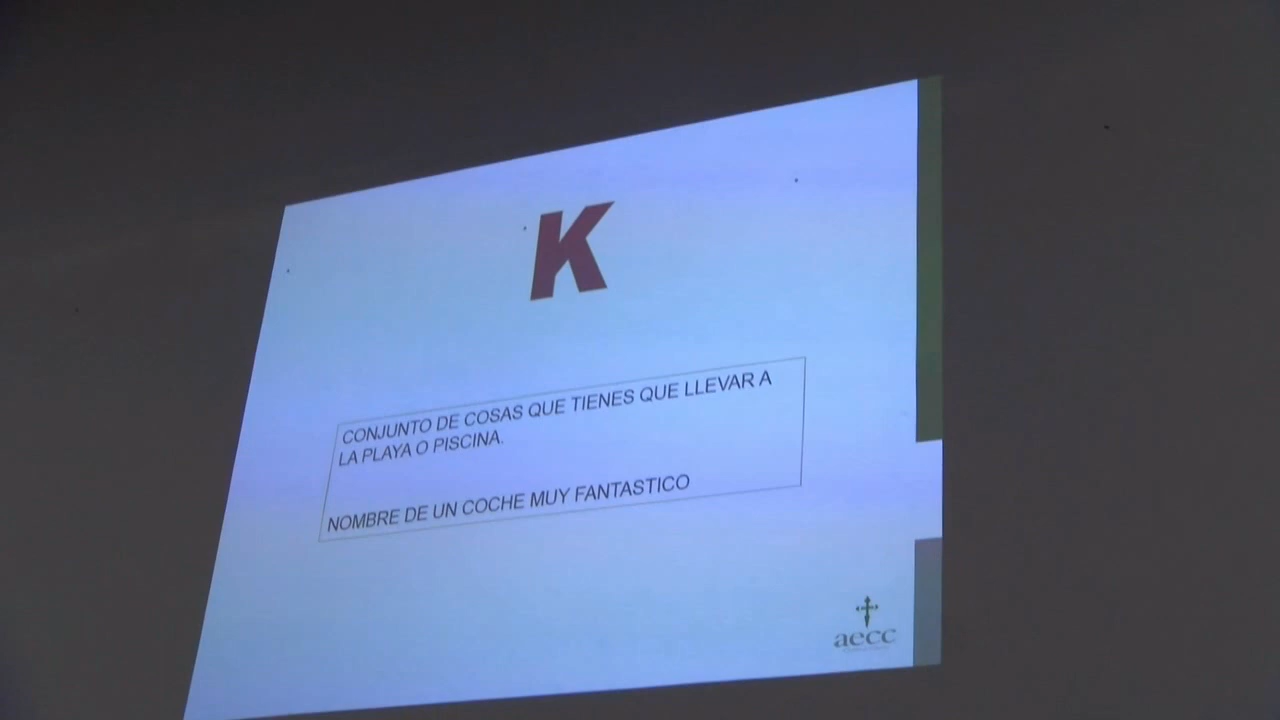 K
CONJUNTO DE COSAS QUE TIENES QUE LLEVAR A
LA PLAYA O PISCINA.
NOMBRE DE UN COCHE MUY FANTASTICO
aecc